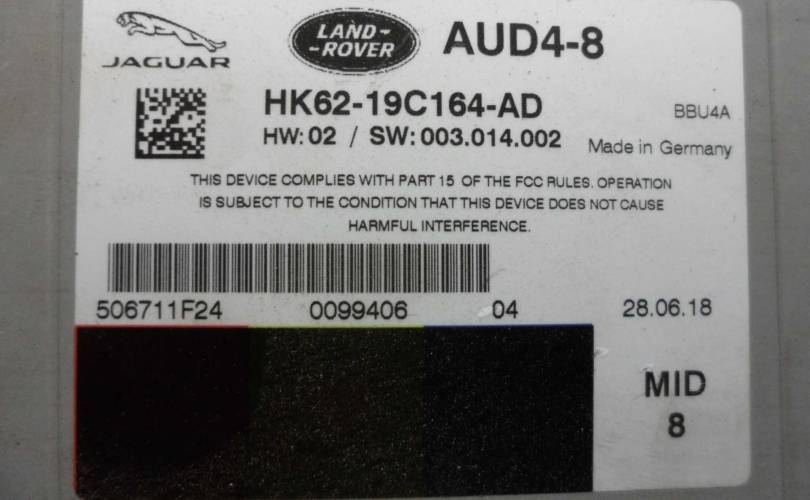 JAGUAR
LAND-
-ROVER
AUD4-8
HK62-19C164-AD
BBU4A
HW: 02 / SW: 003.014.002
Made in Germany
THIS DEVICE COMPLIES WITH PART 15 OF THE FCC RULES. OPERATION
IS SUBJECT TO THE CONDITION THAT THIS DEVICE DOES NOT CAUSE
HARMFUL INTERFERENCE.
506711F24 0099406 04 28.06.18
MID
8